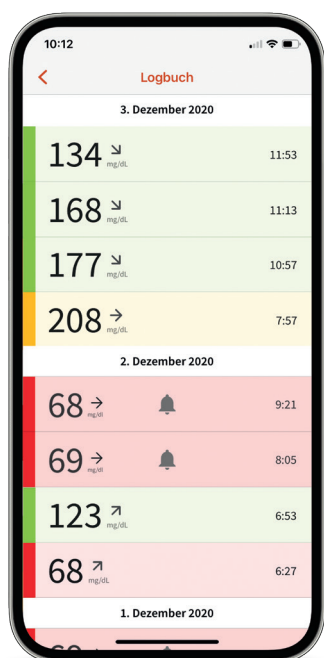 10:12
Logbuch
3. Dezember 2020
134 mg/dL 11:53
168 mg/dL 11:13
177 mg/dL 10:57
208 mg/dL 7:57
2. Dezember 2020
68 mg/dl 9:21
69 mg/dl 8:05
123 mg/dL 6:53
68 mg/dL 6:27
1. Dezember 2020